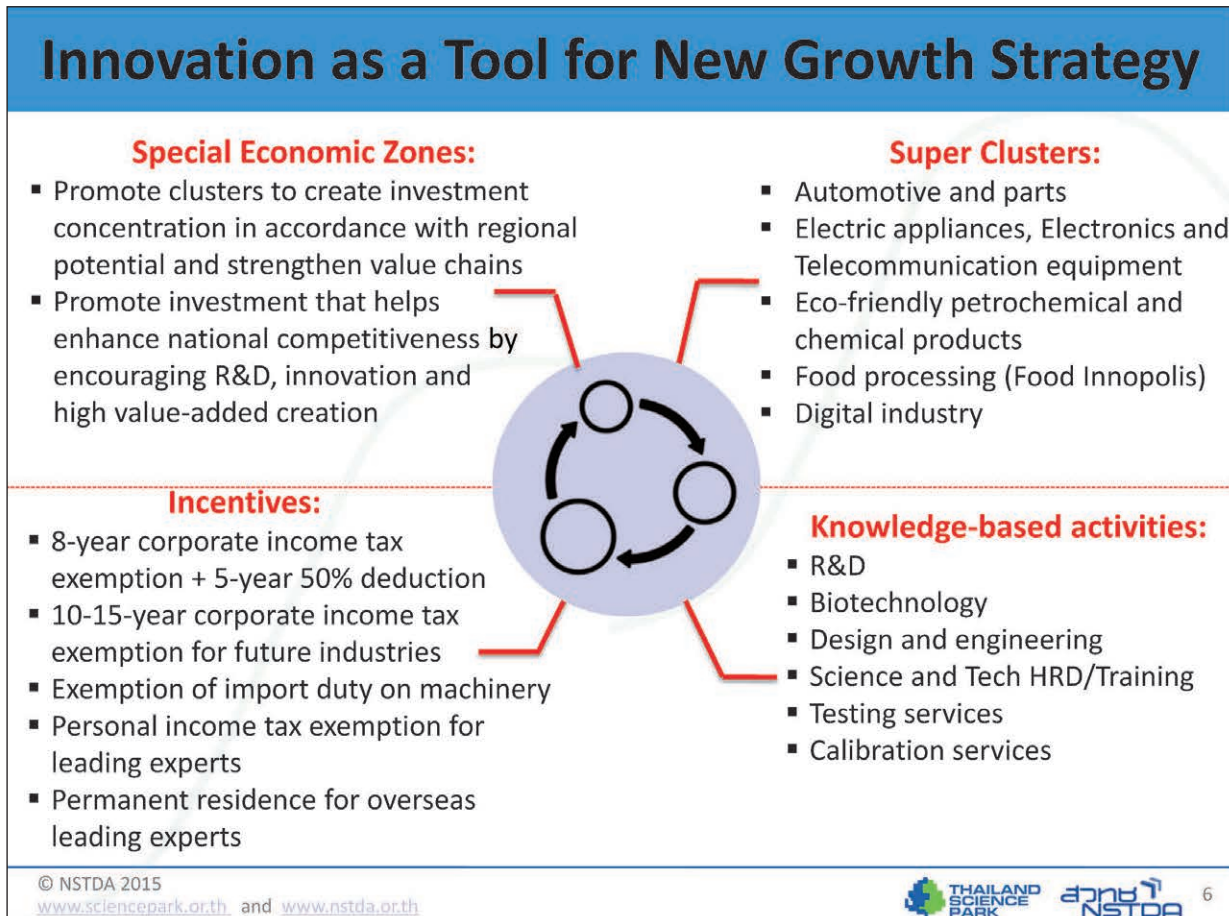 Innovation as a Tool for New Growth Strategy
Special Economic Zones:
▪ Promote clusters to create investment
concentration in accordance with regional
potential and strengthen value chains
▪ Promote investment that helps
enhance national competitiveness by
encouraging R&D, innovation and
high value-added creation
Super Clusters:
▪ Automotive and parts
▪ Electric appliances, Electronics and
Telecommunication equipment
▪ Eco-friendly petrochemical and
chemical products
▪ Food processing (Food Innopolis)
▪ Digital industry
Incentives:
▪ 8-year corporate income tax
exemption + 5-year 50% deduction
▪ 10-15-year corporate income tax
exemption for future industries
▪ Exemption of import duty on machinery
▪ Personal income tax exemption for
leading experts
▪ Permanent residence for overseas
leading experts
Knowledge-based activities:
▪ R&D
▪ Biotechnology
▪ Design and engineering
▪ Science and Tech HRD/Training
▪ Testing services
▪ Calibration services
© NSTDA 2015
www.sciencepark.or.th and www.nstda.or.th
THAILAND
SCIENCE
PARK
สวทช
NSTDA
6